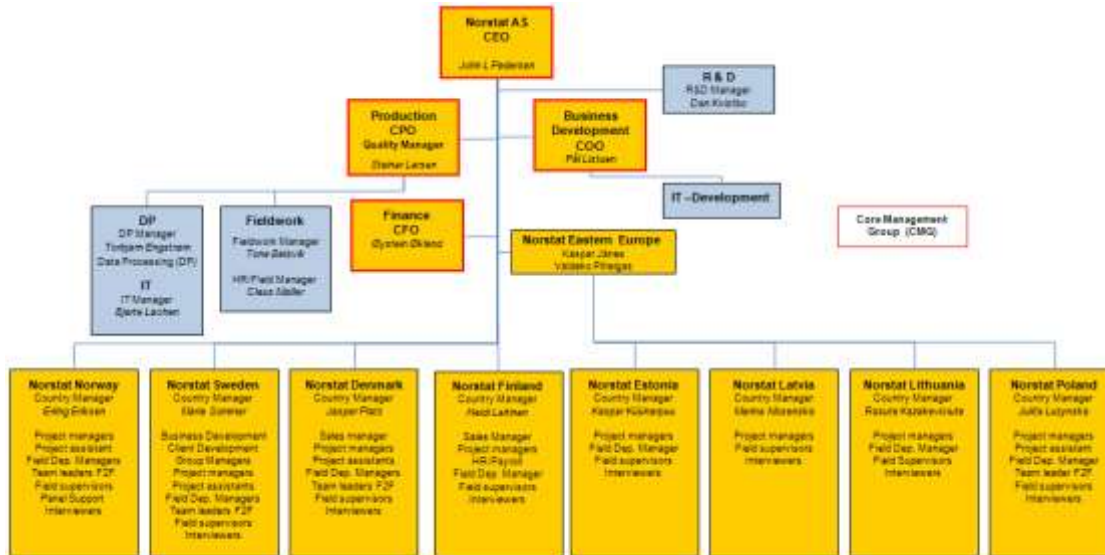 Norstat AS
CEO
R & D
R&D Manager
Production
CPO
Quality Manager
Steinar Larsen
Business
Development
COO
IT –Development
DP
DP Manager
Data Processing (DP)
IT
IT Manager
Fieldwork
Fieldwork Manager
HR/Field Manager
Finance
CFO
Core Management
Group (CMG)
Norstat Eastern Europe
Norstat Norway
Country Manager
Erling Eriksen
Project managers
Project assistant
Field Dep. Managers
Team leaders F2F
Field supervisors
Panel Support
Interviewers
Norstat Sweden
Country Manager
Business Development
Client Development
Group Managers
Project managers
Project assistants
Field Dep. Managers
Team leaders F2F
Field supervisors
Interviewers
Norstat Denmark
Country Manager
Sales manager
Project managers
Project assistants
Field Dep. Managers
Team leaders F2F
Field supervisors
Interviewers
Norstat Finland
Country Manager
Sales Manager
Project managers
HR/Payroll
Field Dep. Manager
Field supervisors
Interviewers
Norstat Estonia
Country Manager
Project managers
Field Dep. Manager
Field supervisors
Interviewers
Norstat Latvia
Country Manager
Project managers
Field supervisors
Interviewers
Norstat Lithuania
Country Manager
Project managers
Field Dep. Manager
Field Supervisors
Interviewers
Norstat Poland
Country Manager
Project managers
Project assistant
Field Dep. Manager
Team leader F2F
Field supervisors
Interviewers